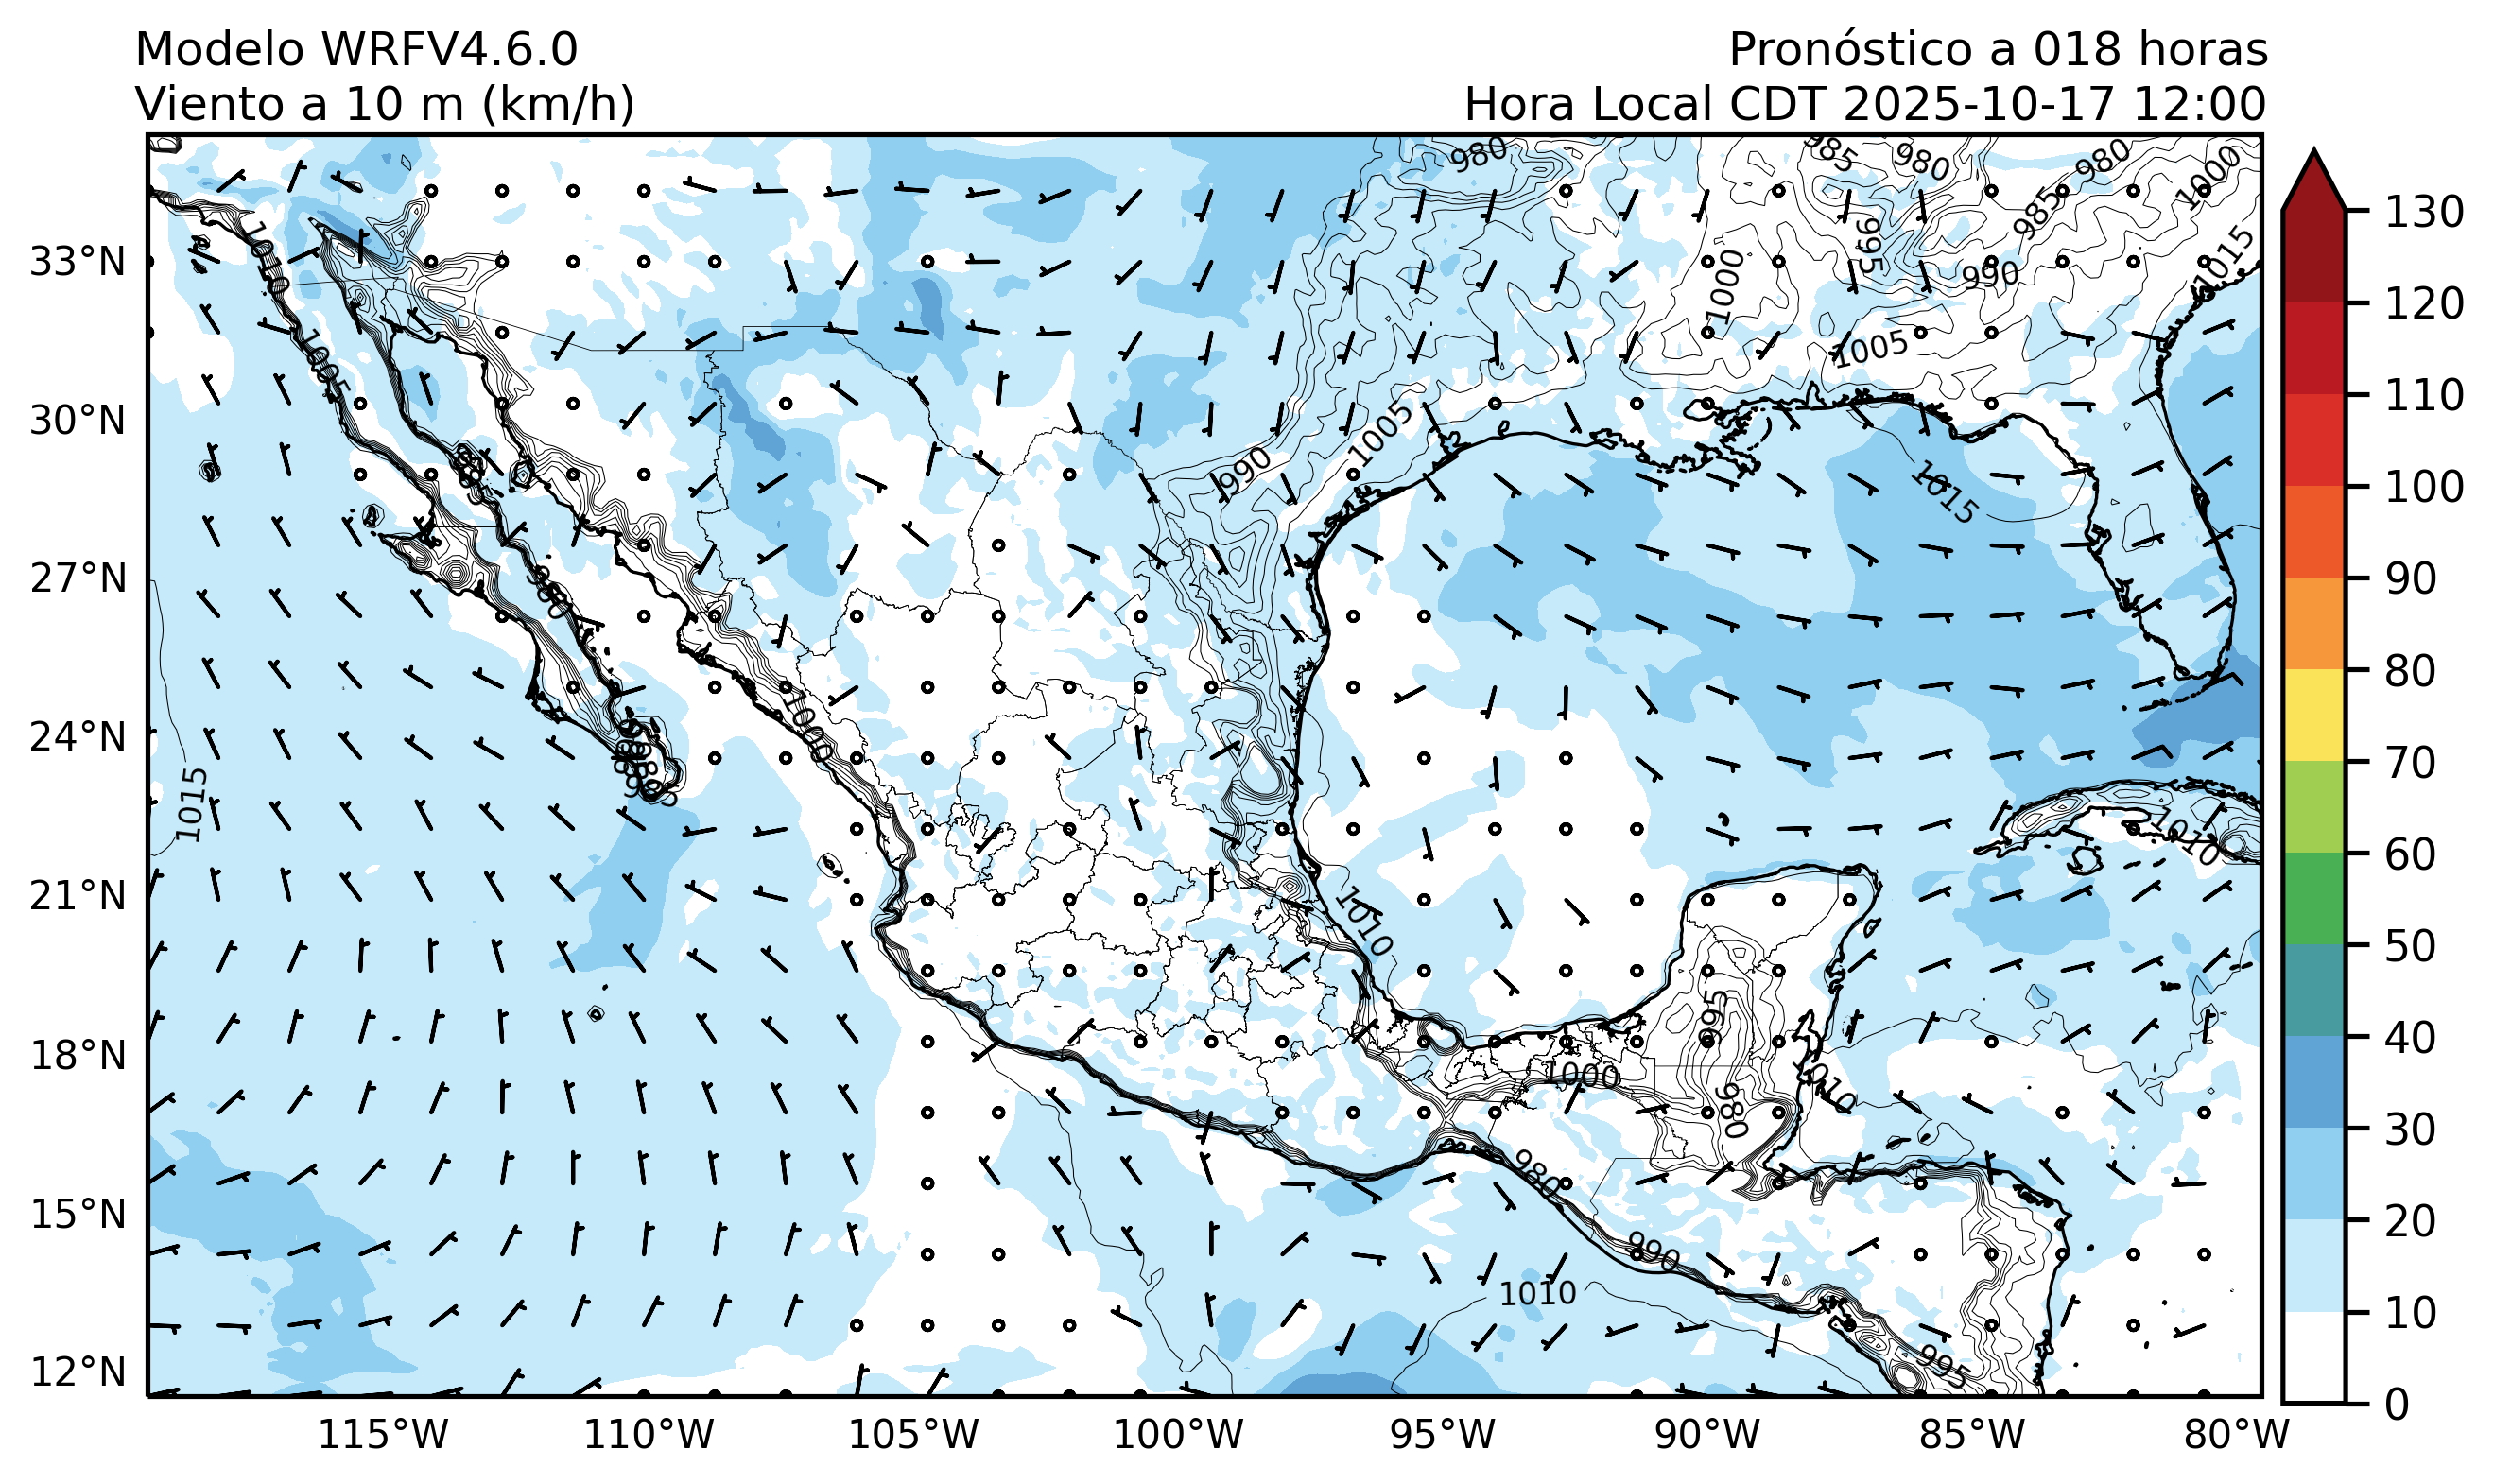 Modelo WRFV4.6.0
Pronóstico a 018 horas
Viento a 10 m (km/h)
Hora Local CDT 2025-10-17 12:00
980
985
980
980
1000
985
995
990
1015
1000
1005
1010
1005
1005
990
1015
1000
1015
1010
1010
995
1000
980
1010
980
990
1010
995
33°N
30°N
27°N
24°N
21°N
18°N
15°N
12°N
115°W
110°W
105°W
100°W
95°W
90°W
85°W
80°W
130
120
110
100
90
80
70
60
50
40
30
20
10
0